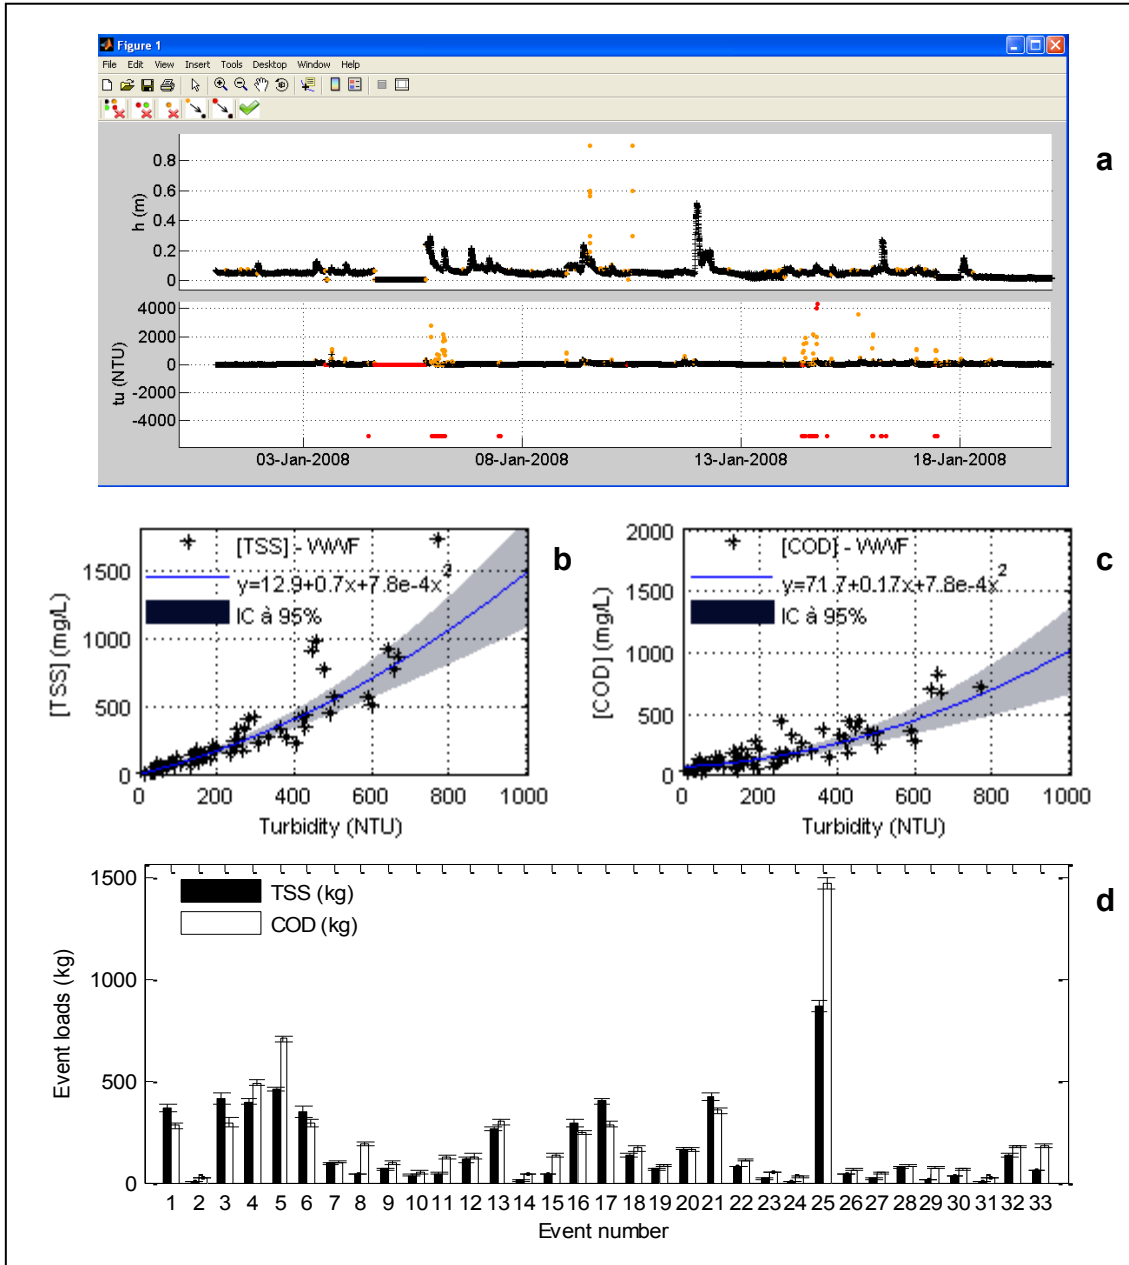 Figure 1
File Edit View Insert Tools Desktop Window Help
a
0.8
0.6
0.4
0.2
0
h (m)
4000
2000
0
-2000
-4000
tu (NTU)
03-Jan-2008 08-Jan-2008 13-Jan-2008 18-Jan-2008
b
[TSS] - WWF
y=12.9+0.7x+7.8e-4x²
IC à 95%
1500
1000
500
0
[TSS] (mg/L)
0 200 400 600 800 1000
Turbidity (NTU)
c
[COD] - WWF
y=71.7+0.17x+7.8e-4x²
IC à 95%
2000
1500
1000
500
0
[COD] (mg/L)
0 200 400 600 800 1000
Turbidity (NTU)
d
TSS (kg)
COD (kg)
1500
1000
500
0
Event loads (kg)
1 2 3 4 5 6 7 8 9 10 11 12 13 14 15 16 17 18 19 20 21 22 23 24 25 26 27 28 29 30 31 32 33
Event number